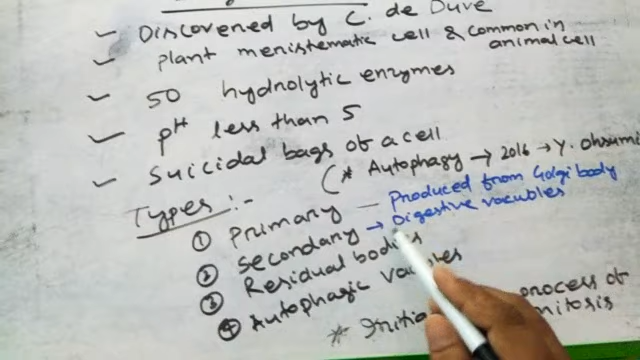 Discovered by C. de Duve
plant meristematic cell & common in
animal cell
50 hydrolytic enzymes
pH less than 5
Suicidal bags of a cell
(* Autophagy → 2016 → Y. Ohsumi
Types :-
① Primary — Produced from Golgi body
② Secondary → Digestive vacuoles
③ Residual bodies
④ Autophagic vacuoles
* Initia process of
mitosis